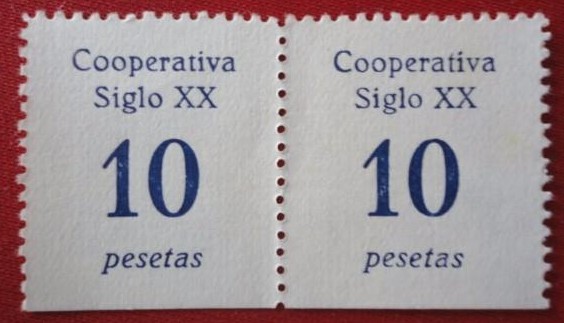 Cooperativa
Siglo XX
10
pesetas
Cooperativa
Siglo XX
10
pesetas